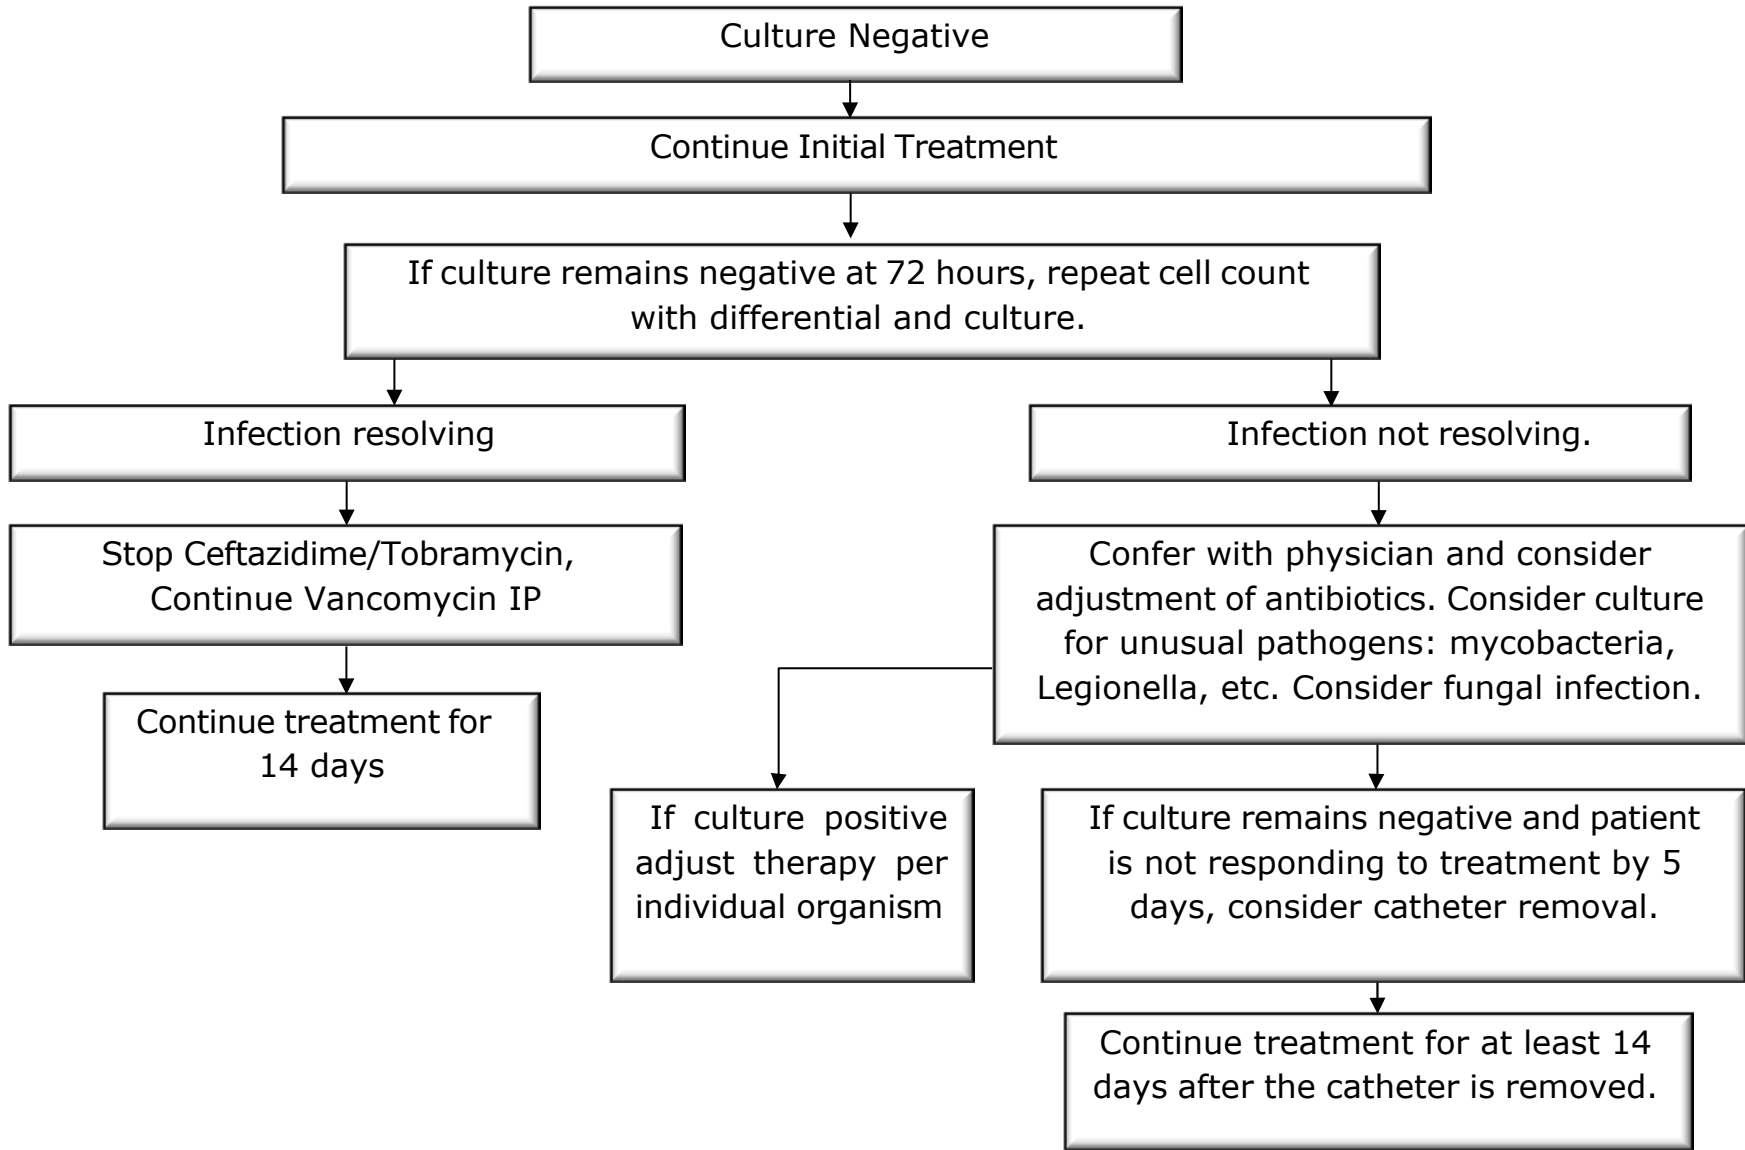 Culture Negative
Continue Initial Treatment
If culture remains negative at 72 hours, repeat cell count
with differential and culture.
Infection resolving
Infection not resolving.
Stop Ceftazidime/Tobramycin,
Continue Vancomycin IP
Confer with physician and consider
adjustment of antibiotics. Consider culture
for unusual pathogens: mycobacteria,
Legionella, etc. Consider fungal infection.
Continue treatment for
14 days
If culture positive
adjust therapy per
individual organism
If culture remains negative and patient
is not responding to treatment by 5
days, consider catheter removal.
Continue treatment for at least 14
days after the catheter is removed.